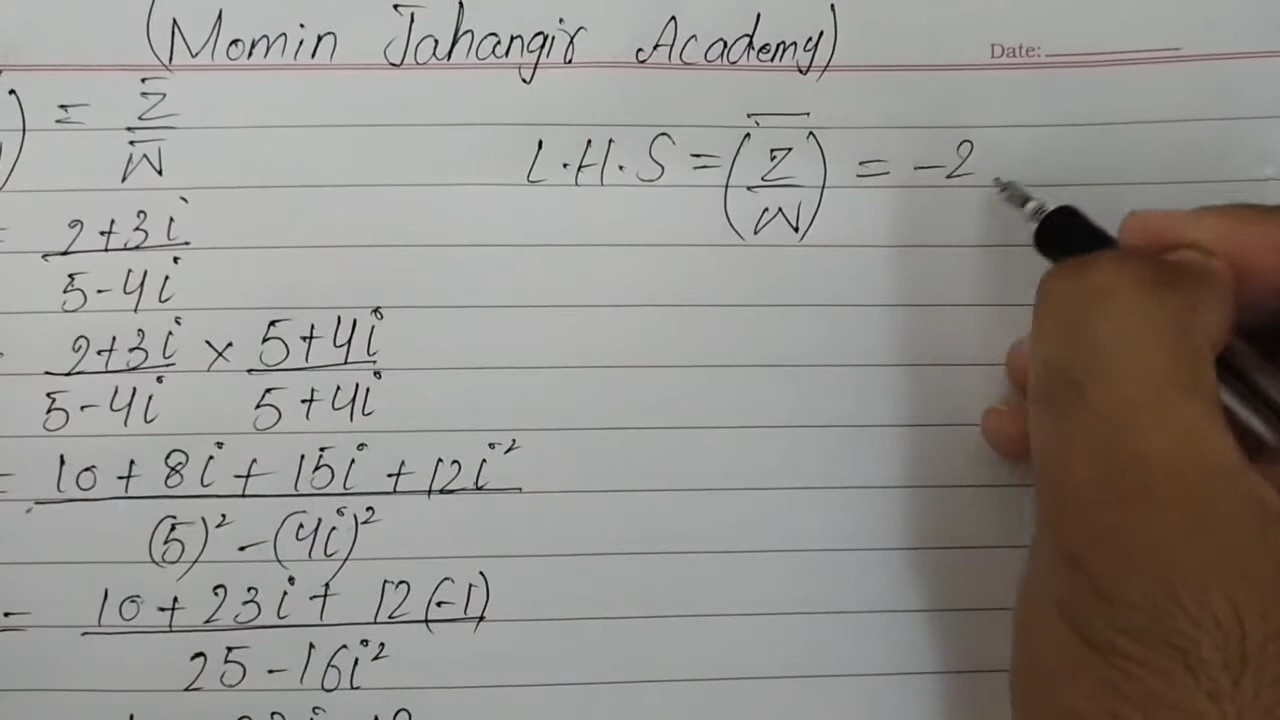 (Momin Jahangir Academy)
Date:
) = Z̅ / W̅
L.H.S = (Z/W)‾ = -2
= 2+3i / 5-4i
2+3i / 5-4i × 5+4i / 5+4i
= 10 + 8i + 15i + 12i² / (5)² - (4i)²
= 10 + 23i + 12(-1) / 25 - 16i²